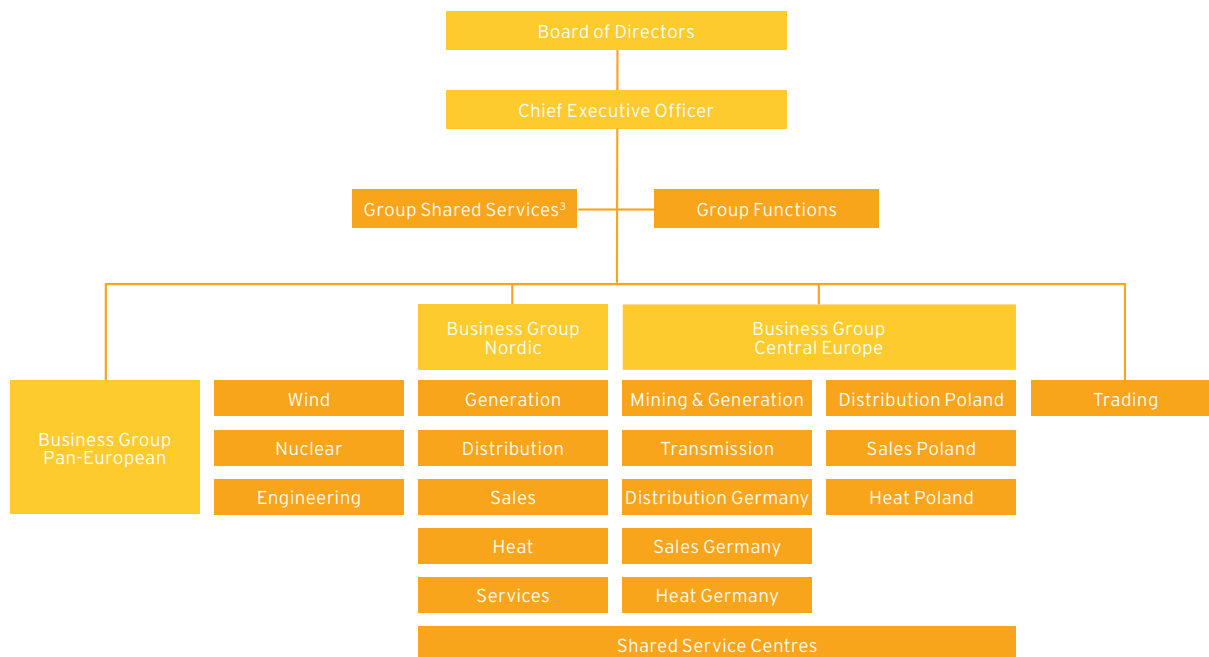 Board of Directors
Chief Executive Officer
Group Shared Services³
Group Functions
Business Group
Nordic
Business Group
Central Europe
Business Group
Pan-European
Wind
Nuclear
Engineering
Generation
Distribution
Sales
Heat
Services
Mining & Generation
Transmission
Distribution Germany
Sales Germany
Heat Germany
Distribution Poland
Sales Poland
Heat Poland
Trading
Shared Service Centres